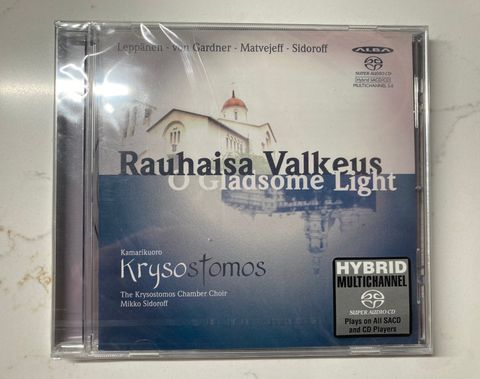 Leppänen - von Gardner - Matvejeff - Sidoroff
ALBA
SUPER AUDIO CD
Hybrid SACD/CD
MULTICHANNEL 5.0
Rauhaisa Valkeus
O Gladsome Light
Kamarikuoro
Krysostomos
The Krysostomos Chamber Choir
Mikko Sidoroff
HYBRID
MULTICHANNEL
SUPER AUDIO CD
Plays on All SACD
and CD Players